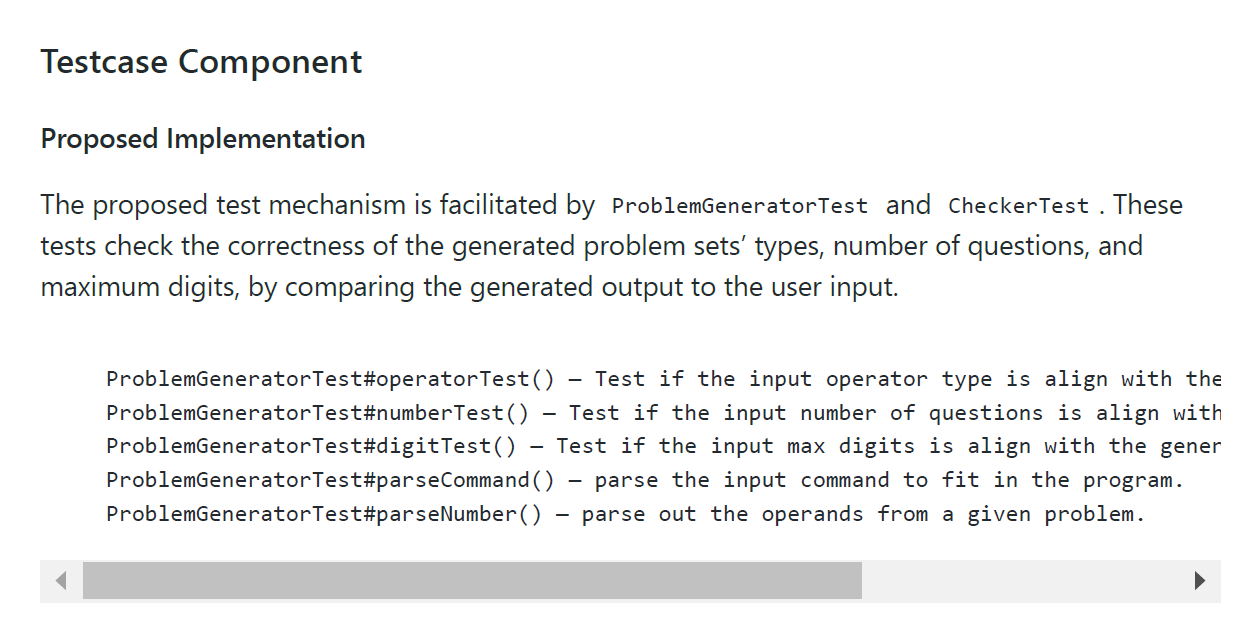 Testcase Component
Proposed Implementation
The proposed test mechanism is facilitated by ProblemGeneratorTest and CheckerTest . These
tests check the correctness of the generated problem sets’ types, number of questions, and
maximum digits, by comparing the generated output to the user input.
ProblemGeneratorTest#operatorTest() — Test if the input operator type is align with the
ProblemGeneratorTest#numberTest() — Test if the input number of questions is align with
ProblemGeneratorTest#digitTest() — Test if the input max digits is align with the gener
ProblemGeneratorTest#parseCommand() — parse the input command to fit in the program.
ProblemGeneratorTest#parseNumber() — parse out the operands from a given problem.